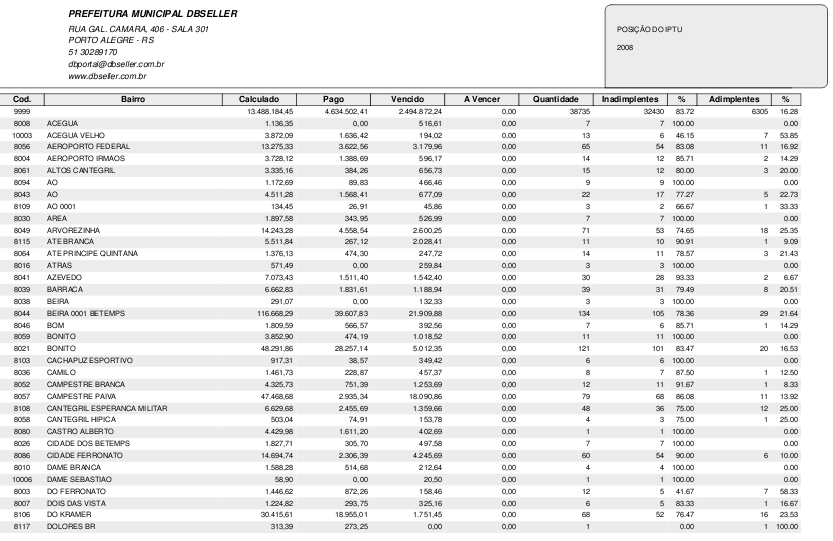 PREFEITURA MUNICIPAL DBSELLER
RUA GAL. CAMARA, 406 - SALA 301
PORTO ALEGRE - RS
51 30289170
dbportal@dbseller.com.br
www.dbseller.com.br
POSIÇÃO DO IPTU
2008
Cod. Bairro Calculado Pago Vencido A Vencer Quantidade Inadimplentes % Adimplentes %
9999 13.488.184,45 4.634.502,41 2.494.872,24 0,00 38735 32430 83.72 6305 16.28
8008 ACEGUA 1.136,35 0,00 516,61 0,00 7 7 100.00 0.00
10003 ACEGUA VELHO 3.872,09 1.636,42 194,02 0,00 13 6 46.15 7 53.85
8056 AEROPORTO FEDERAL 13.275,33 3.622,56 3.179,96 0,00 65 54 83.08 11 16.92
8004 AEROPORTO IRMAOS 3.728,12 1.388,69 596,17 0,00 14 12 85.71 2 14.29
8061 ALTOS CANTEGRIL 3.335,16 384,26 656,73 0,00 15 12 80.00 3 20.00
8094 AO 1.172,69 89,83 466,46 0,00 9 9 100.00 0.00
8043 AO 4.511,28 1.568,41 677,09 0,00 22 17 77.27 5 22.73
8109 AO 0001 134,45 26,91 45,86 0,00 3 2 66.67 1 33.33
8030 AREA 1.897,58 343,95 526,99 0,00 7 7 100.00 0.00
8049 ARVOREZINHA 14.243,28 4.558,54 2.600,25 0,00 71 53 74.65 18 25.35
8115 ATE BRANCA 5.511,84 267,12 2.028,41 0,00 11 10 90.91 1 9.09
8064 ATE PRINCIPE QUINTANA 1.376,13 474,30 247,72 0,00 14 11 78.57 3 21.43
8016 ATRAS 571,49 0,00 259,84 0,00 3 3 100.00 0.00
8041 AZEVEDO 7.073,43 1.511,40 1.542,40 0,00 30 28 93.33 2 6.67
8039 BARRACA 6.662,83 1.831,61 1.188,94 0,00 39 31 79.49 8 20.51
8038 BEIRA 291,07 0,00 132,33 0,00 3 3 100.00 0.00
8044 BEIRA 0001 BETEMPS 116.668,29 39.607,83 21.909,88 0,00 134 105 78.36 29 21.64
8046 BOM 1.809,59 566,57 392,56 0,00 7 6 85.71 1 14.29
8059 BONITO 3.852,90 474,19 1.018,52 0,00 11 11 100.00 0.00
8021 BONITO 48.291,86 28.257,14 5.012,35 0,00 121 101 83.47 20 16.53
8103 CACHAPUZ ESPORTIVO 917,31 38,57 349,42 0,00 6 6 100.00 0.00
8036 CAMILO 1.461,73 228,87 457,37 0,00 8 7 87.50 1 12.50
8052 CAMPESTRE BRANCA 4.325,73 751,39 1.253,69 0,00 12 11 91.67 1 8.33
8057 CAMPESTRE PAIVA 47.468,68 2.935,34 18.090,86 0,00 79 68 86.08 11 13.92
8108 CANTEGRIL ESPERANCA MILITAR 6.629,68 2.455,69 1.359,66 0,00 48 36 75.00 12 25.00
8058 CANTEGRIL HIPICA 503,04 74,91 153,78 0,00 4 3 75.00 1 25.00
8080 CASTRO ALBERTO 4.429,98 1.611,20 402,69 0,00 1 1 100.00 0.00
8026 CIDADE DOS BETEMPS 1.827,71 305,70 497,58 0,00 7 7 100.00 0.00
8086 CIDADE FERRONATO 14.694,74 2.306,39 4.245,69 0,00 60 54 90.00 6 10.00
8010 DAME BRANCA 1.588,28 514,68 212,64 0,00 4 4 100.00 0.00
10006 DAME SEBASTIAO 58,90 0,00 20,50 0,00 1 1 100.00 0.00
8003 DO FERRONATO 1.446,62 872,26 158,46 0,00 12 5 41.67 7 58.33
8007 DOIS DAS VISTA 1.224,82 293,75 325,16 0,00 6 5 83.33 1 16.67
8106 DO KRAMER 30.415,61 18.955,01 1.751,45 0,00 68 52 76.47 16 23.53
8117 DOLORES BR 313,39 273,25 0,00 0,00 1 0.00 1 100.00